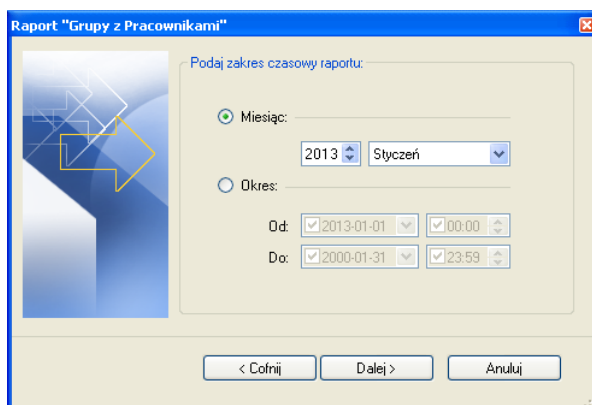 Raport "Grupy z Pracownikami"
Podaj zakres czasowy raportu:
Miesiąc:
2013 Styczeń
Okres:
Od: 2013-01-01 00:00
Do: 2000-01-31 23:59
< Cofnij Dalej > Anuluj